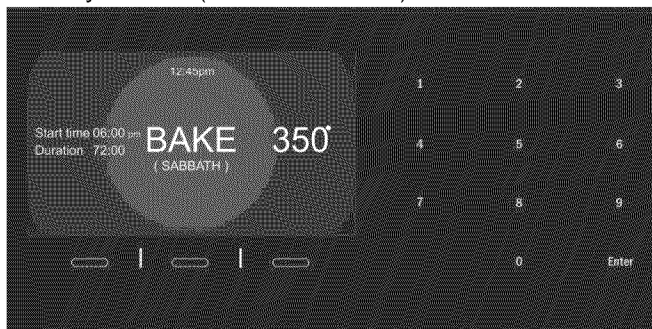 12:45pm
Start time 06:00 pm
Duration 72:00
BAKE 350°
( SABBATH )
1 2 3
4 5 6
7 8 9
0 Enter